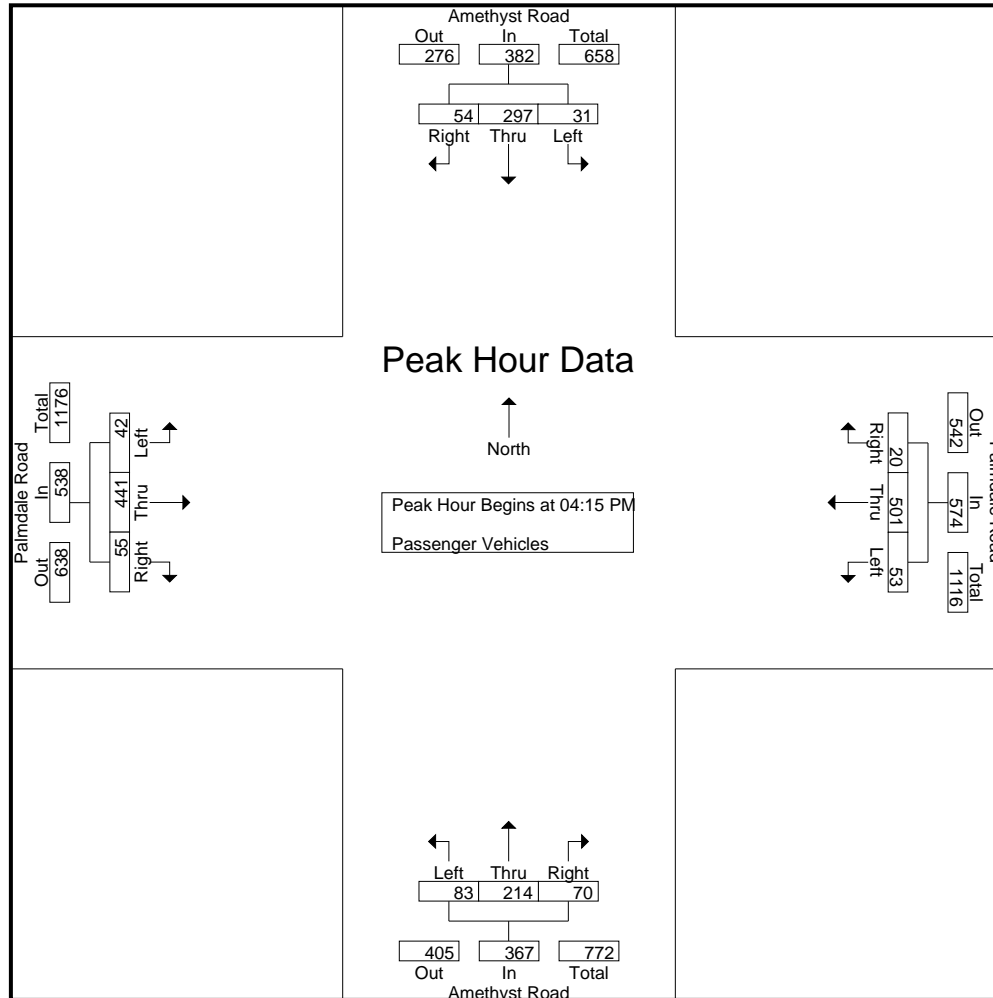 Amethyst Road
Out In Total
276 382 658
54 297 31
Right Thru Left
Peak Hour Data
North
Peak Hour Begins at 04:15 PM
Passenger Vehicles
Palmdale Road
Total In Out
1176 538 638
42 441 55
Left Thru Right
Right Thru Left
20 501 53
542 574 1116
Out In Total
Palmdale Road
Left Thru Right
83 214 70
405 367 772
Out In Total
Amethyst Road